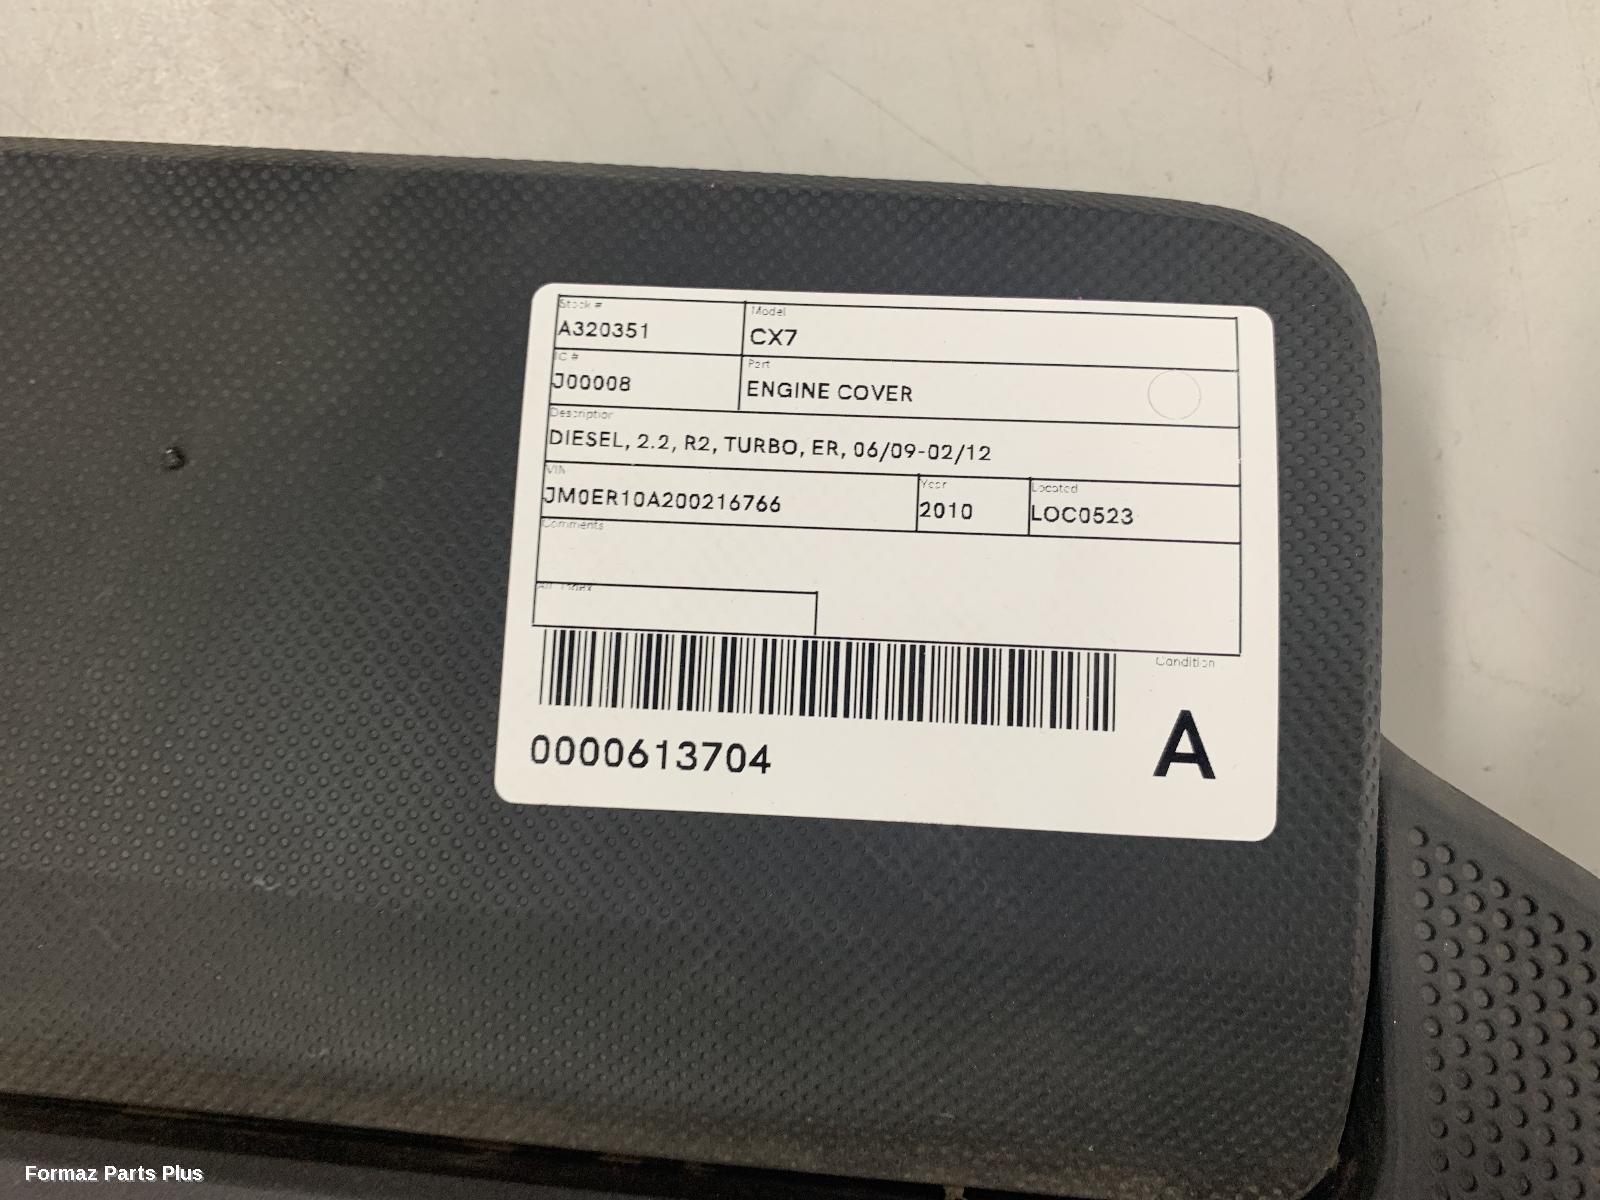 Stock #
Model
A320351
CX7
IC #
Part
J00008
ENGINE COVER
Description
DIESEL, 2.2, R2, TURBO, ER, 06/09-02/12
VIN
Year
Located
JM0ER10A200216766
2010
LOC0523
Comments
Condition
0000613704
A
Formaz Parts Plus